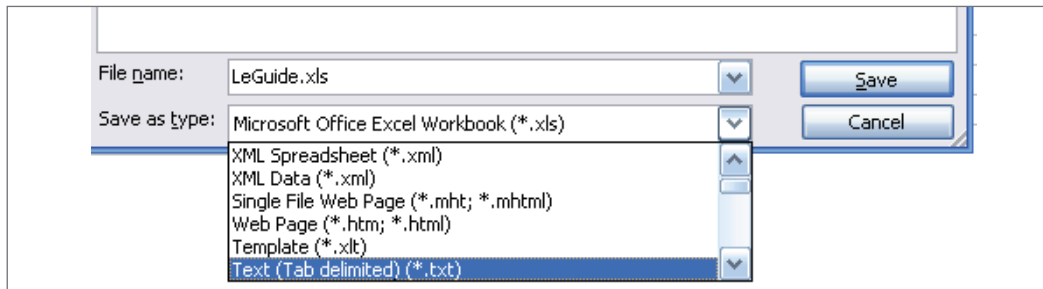 File name: LeGuide.xls Save
Save as type: Microsoft Office Excel Workbook (*.xls) Cancel
XML Spreadsheet (*.xml)
XML Data (*.xml)
Single File Web Page (*.mht; *.mhtml)
Web Page (*.htm; *.html)
Template (*.xlt)
Text (Tab delimited) (*.txt)